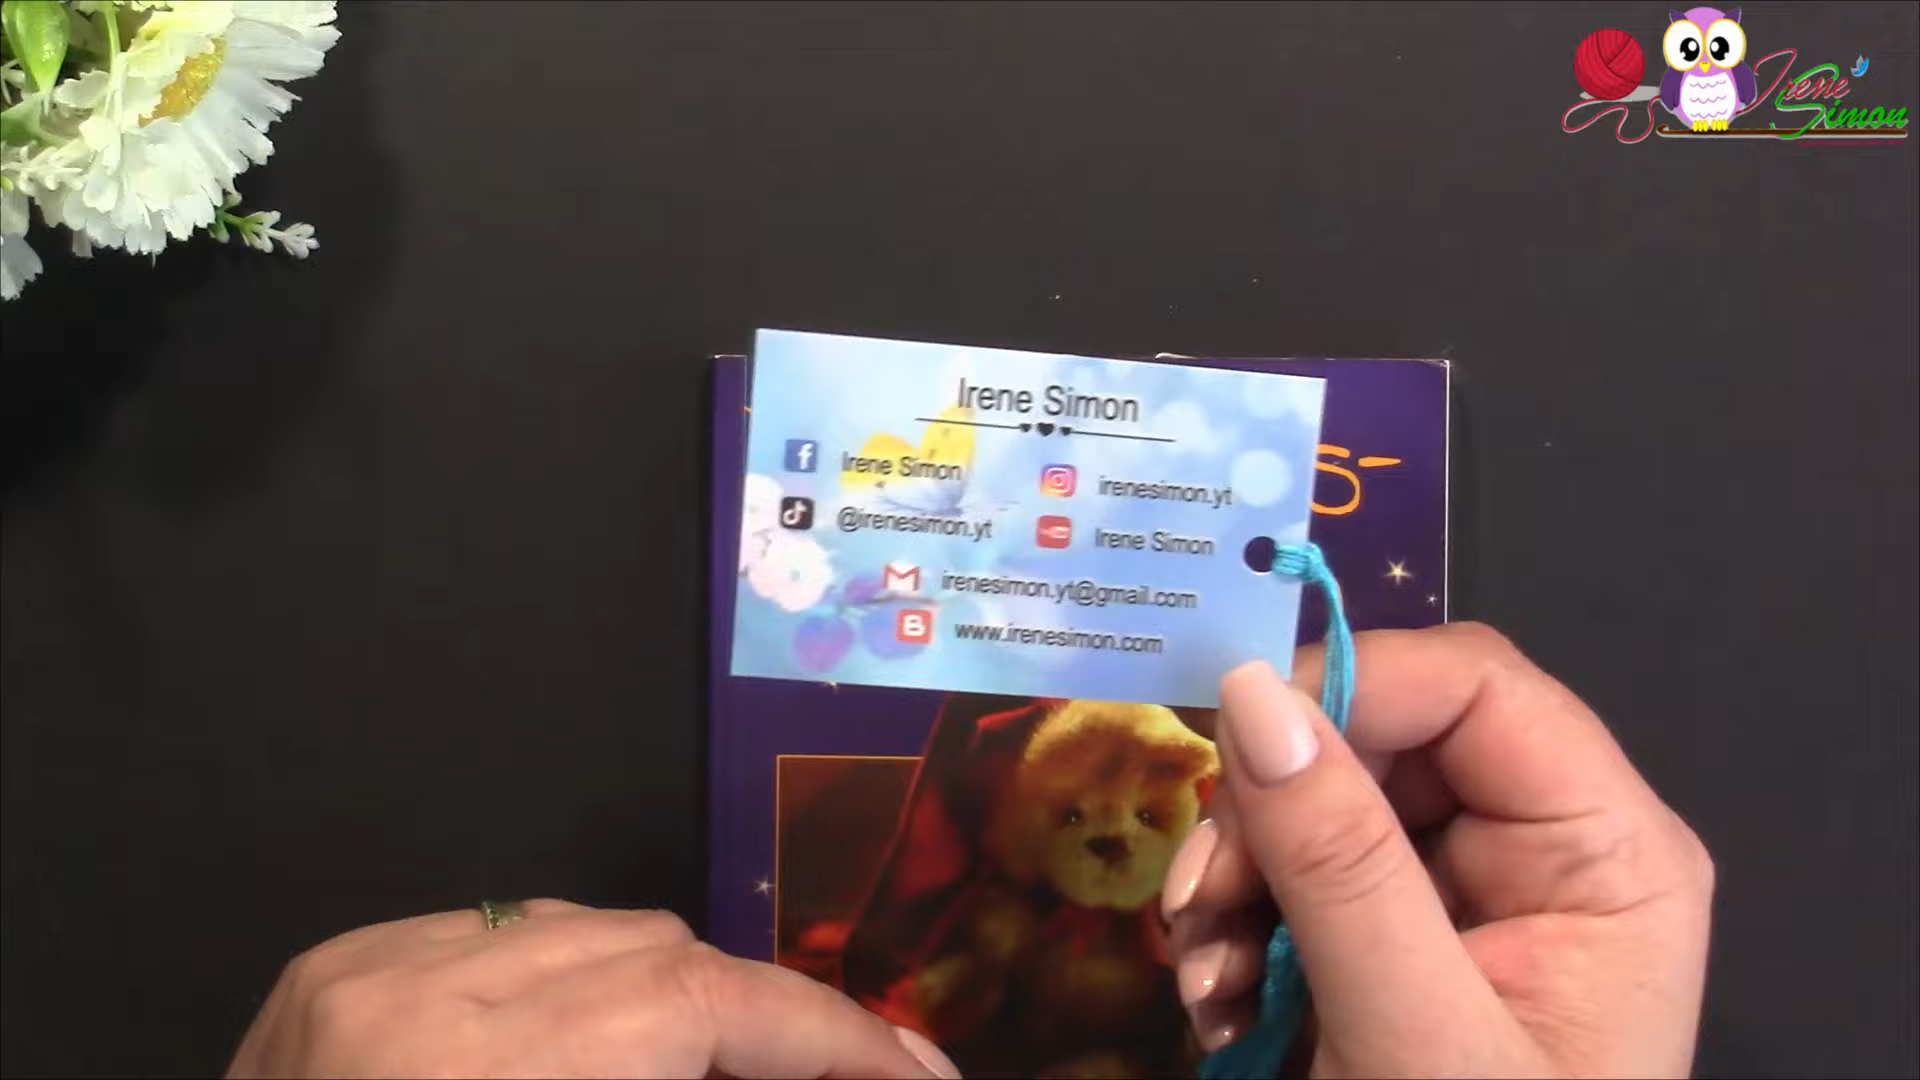 Irene
Simon
Irene Simon
Irene Simon
irenesimon.yt
@irenesimon.yt
Irene Simon
irenesimon.yt@gmail.com
www.irenesimon.com
S